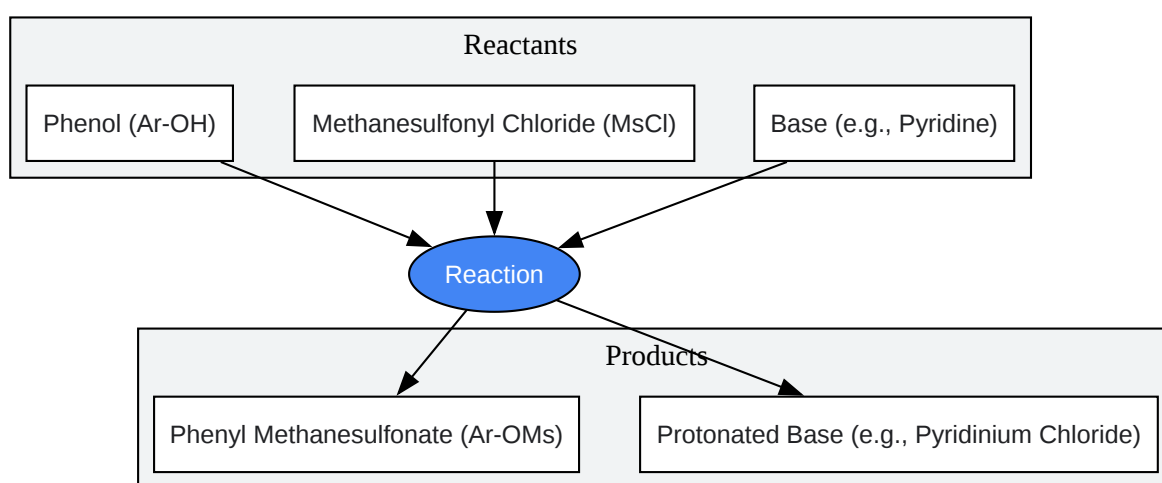 Reactants
Phenol (Ar-OH)
Methanesulfonyl Chloride (MsCl)
Base (e.g., Pyridine)
Reaction
Products
Phenyl Methanesulfonate (Ar-OMs)
Protonated Base (e.g., Pyridinium Chloride)